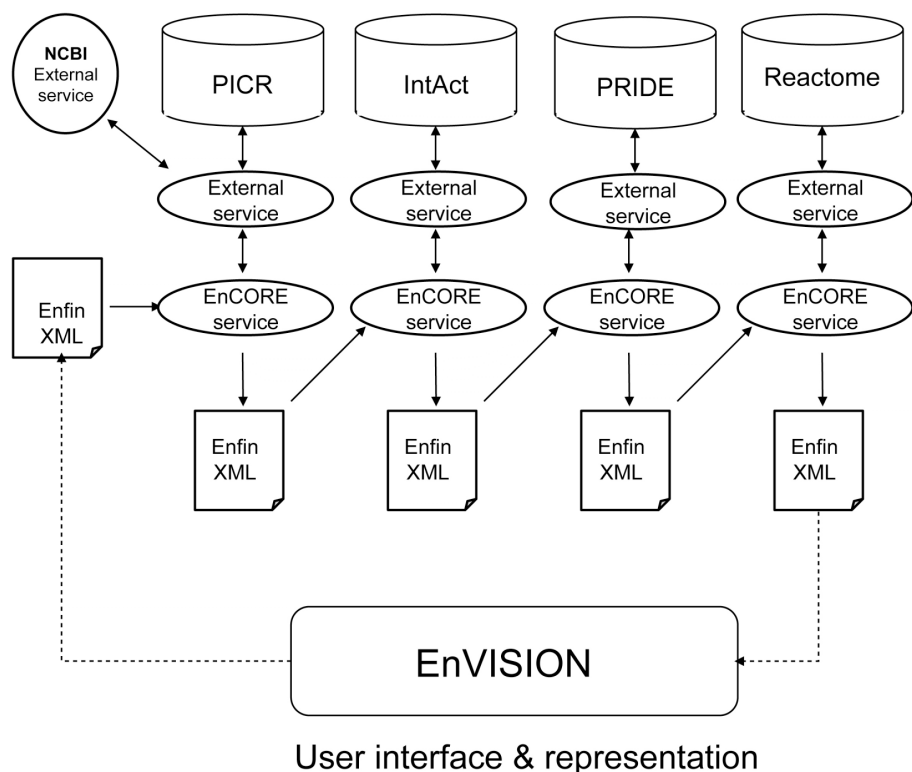 NCBI
External
service
PICR
IntAct
PRIDE
Reactome
External
service
External
service
External
service
External
service
Enfin
XML
EnCORE
service
EnCORE
service
EnCORE
service
EnCORE
service
Enfin
XML
Enfin
XML
Enfin
XML
Enfin
XML
EnVISION
User interface & representation